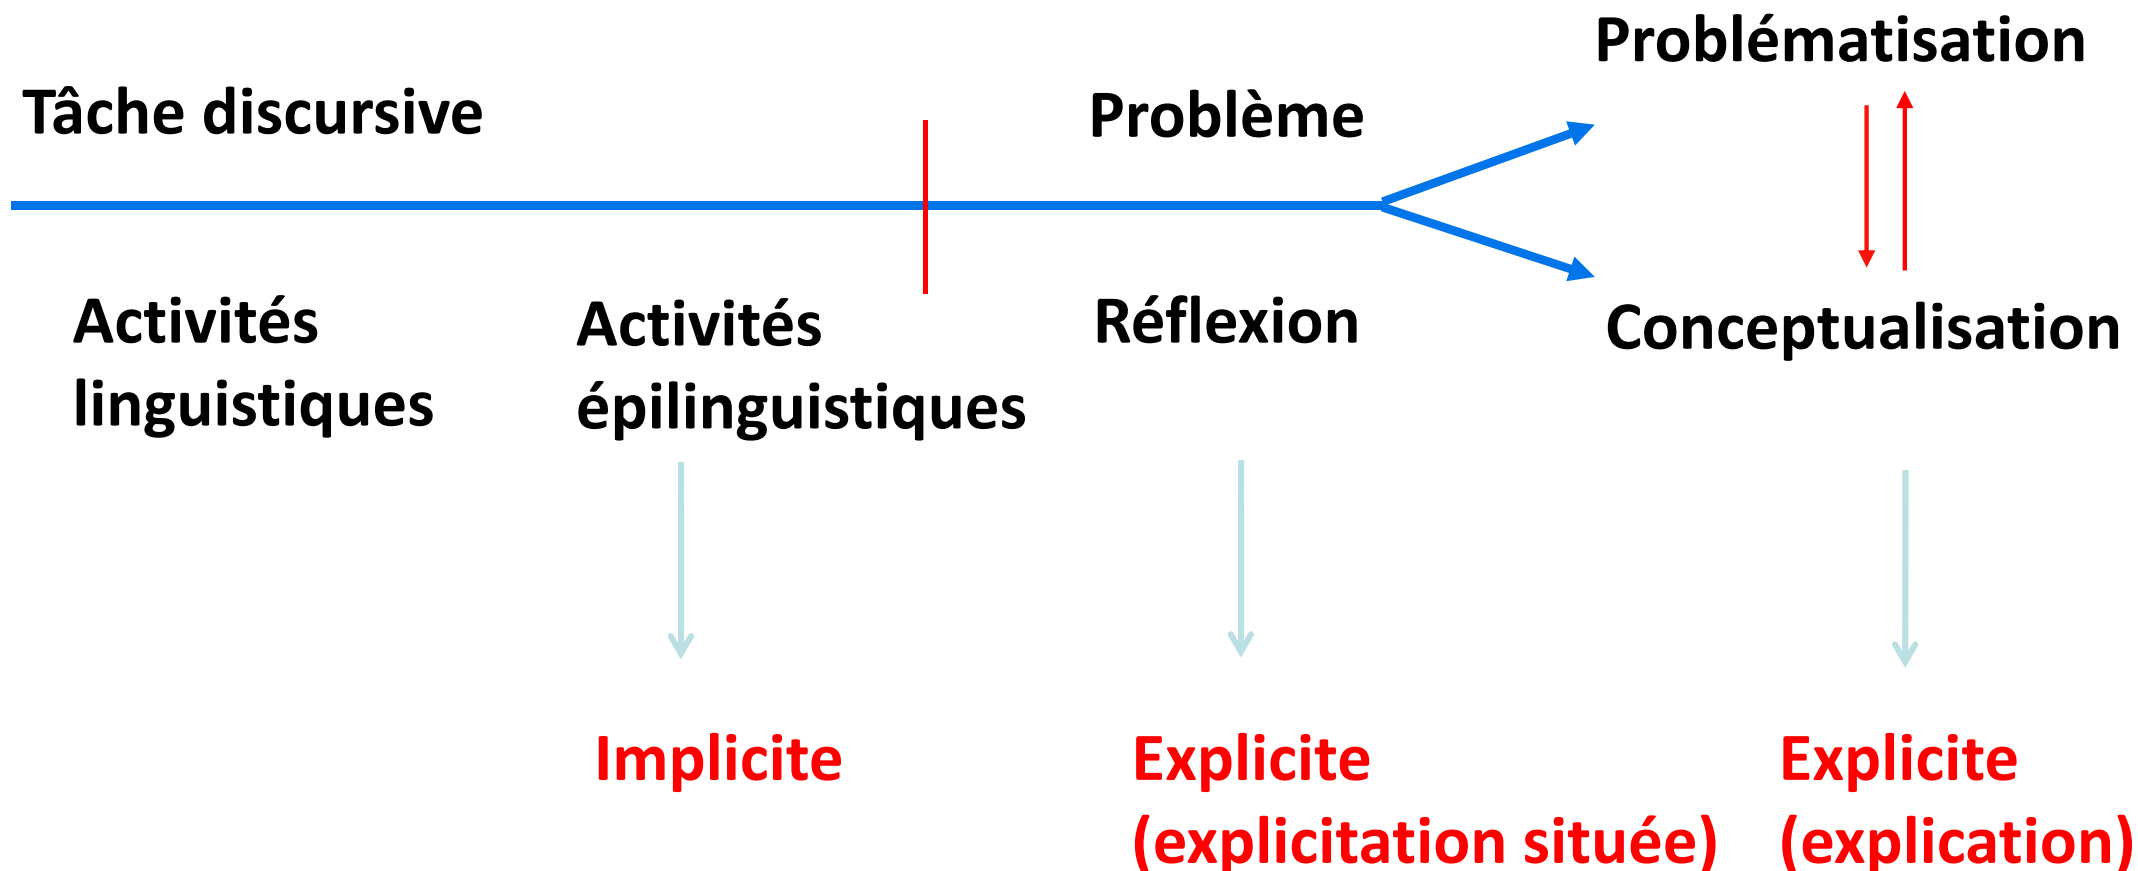 Problématisation
Tâche discursive
Problème
Activités
linguistiques
Activités
épilinguistiques
Réflexion
Conceptualisation
Implicite
Explicite
(explicitation située)
Explicite
(explication)